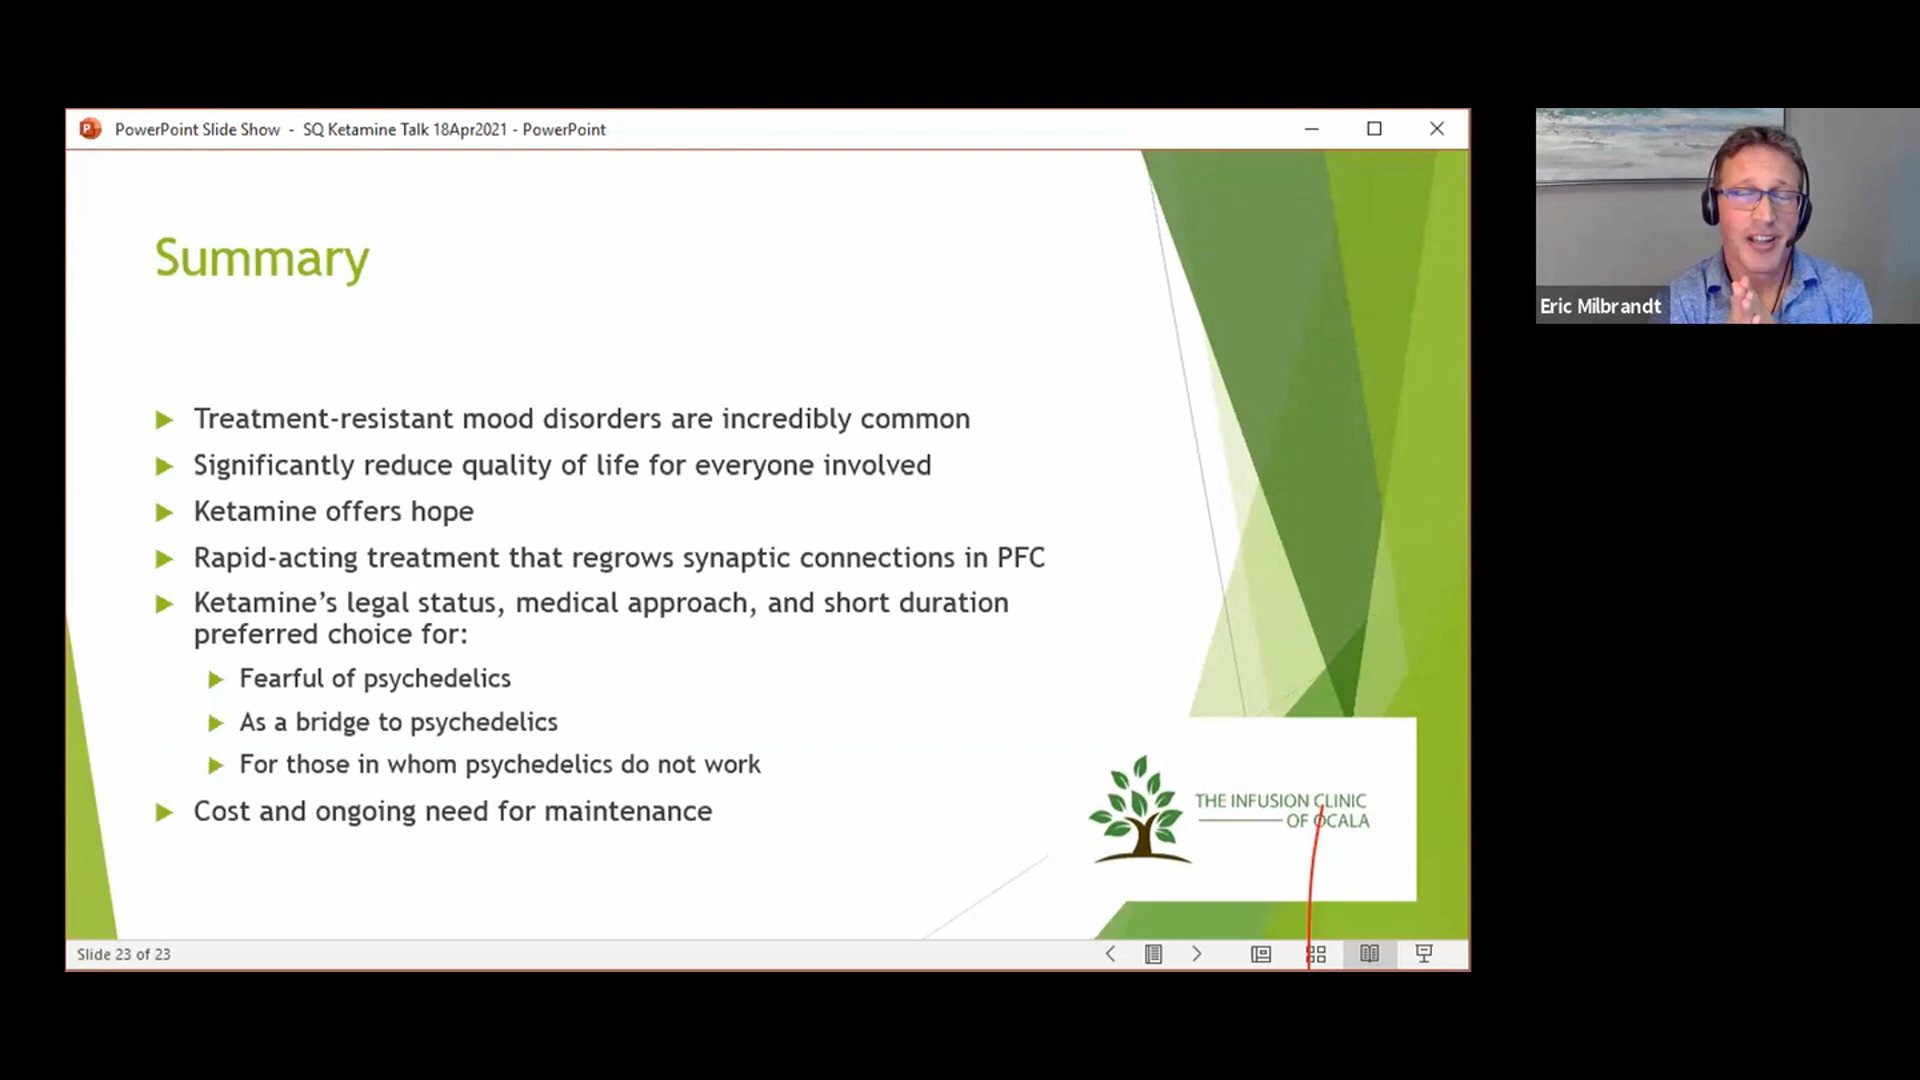 PowerPoint Slide Show - SQ Ketamine Talk 18Apr2021 - PowerPoint
Summary
Treatment-resistant mood disorders are incredibly common
Significantly reduce quality of life for everyone involved
Ketamine offers hope
Rapid-acting treatment that regrows synaptic connections in PFC
Ketamine’s legal status, medical approach, and short duration
preferred choice for:
Fearful of psychedelics
As a bridge to psychedelics
For those in whom psychedelics do not work
Cost and ongoing need for maintenance
THE INFUSION CLINIC
OF OCALA
Slide 23 of 23
Eric Milbrandt